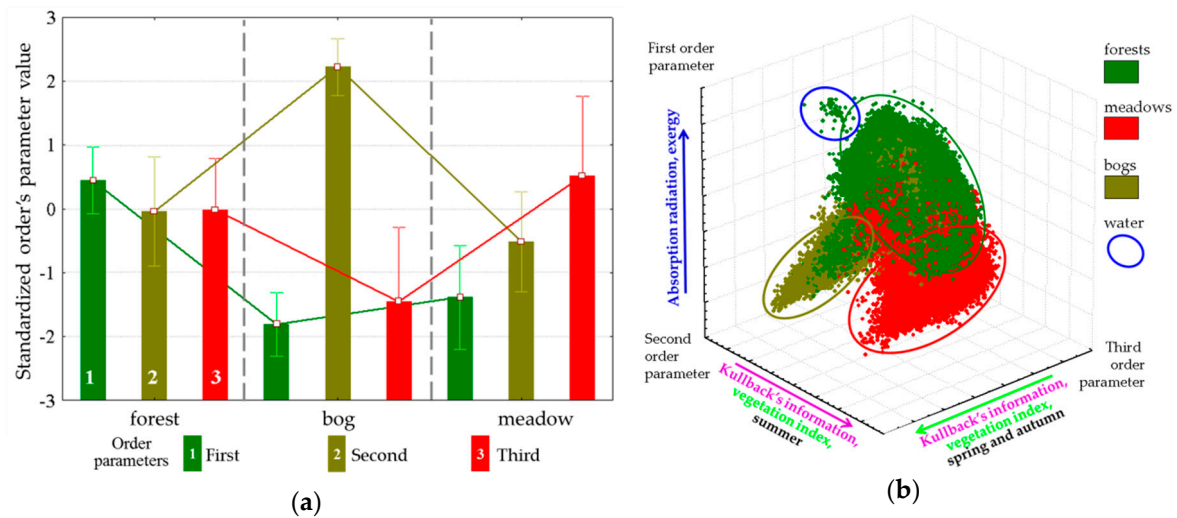 Standardized order's parameter value
3
2
1
0
-1
-2
-3
1
2
3
forest
bog
meadow
Order
parameters
1 First
2 Second
3 Third
(a)
First order
parameter
Absorption radiation, exergy
Second
order
parameter
Kullback's information,
vegetation index,
summer
Third
order
parameter
Kullback's information,
vegetation index,
spring and autumn
forests
meadows
bogs
water
(b)